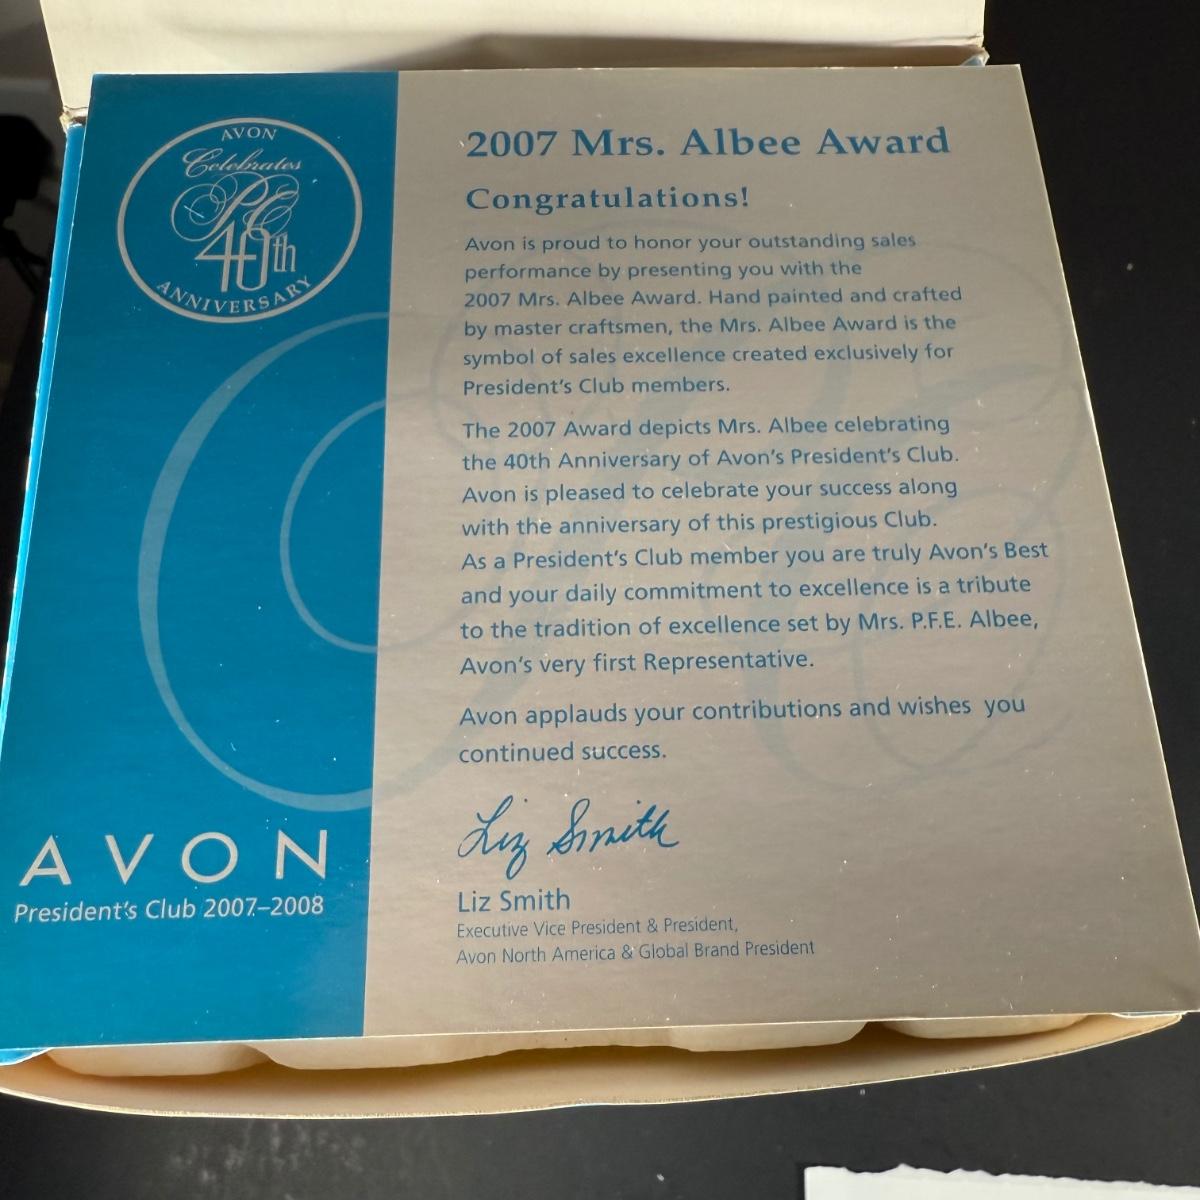 AVON
Celebrates
PC
40th
ANNIVERSARY
AVON
President's Club 2007–2008
2007 Mrs. Albee Award
Congratulations!
Avon is proud to honor your outstanding sales
performance by presenting you with the
2007 Mrs. Albee Award. Hand painted and crafted
by master craftsmen, the Mrs. Albee Award is the
symbol of sales excellence created exclusively for
President's Club members.
The 2007 Award depicts Mrs. Albee celebrating
the 40th Anniversary of Avon's President's Club.
Avon is pleased to celebrate your success along
with the anniversary of this prestigious Club.
As a President's Club member you are truly Avon's Best
and your daily commitment to excellence is a tribute
to the tradition of excellence set by Mrs. P.F.E. Albee,
Avon's very first Representative.
Avon applauds your contributions and wishes you
continued success.
Liz Smith
Liz Smith
Executive Vice President & President,
Avon North America & Global Brand President